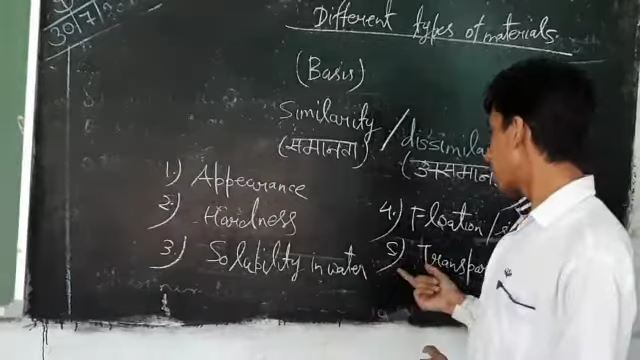 30/7
Different types of materials
(Basis)
Similarity / dissimila
(समानता) (असमान
1.) Appearance
2.) Hardness
3.) Solubility in water
4.) Floation /
5) Transpar